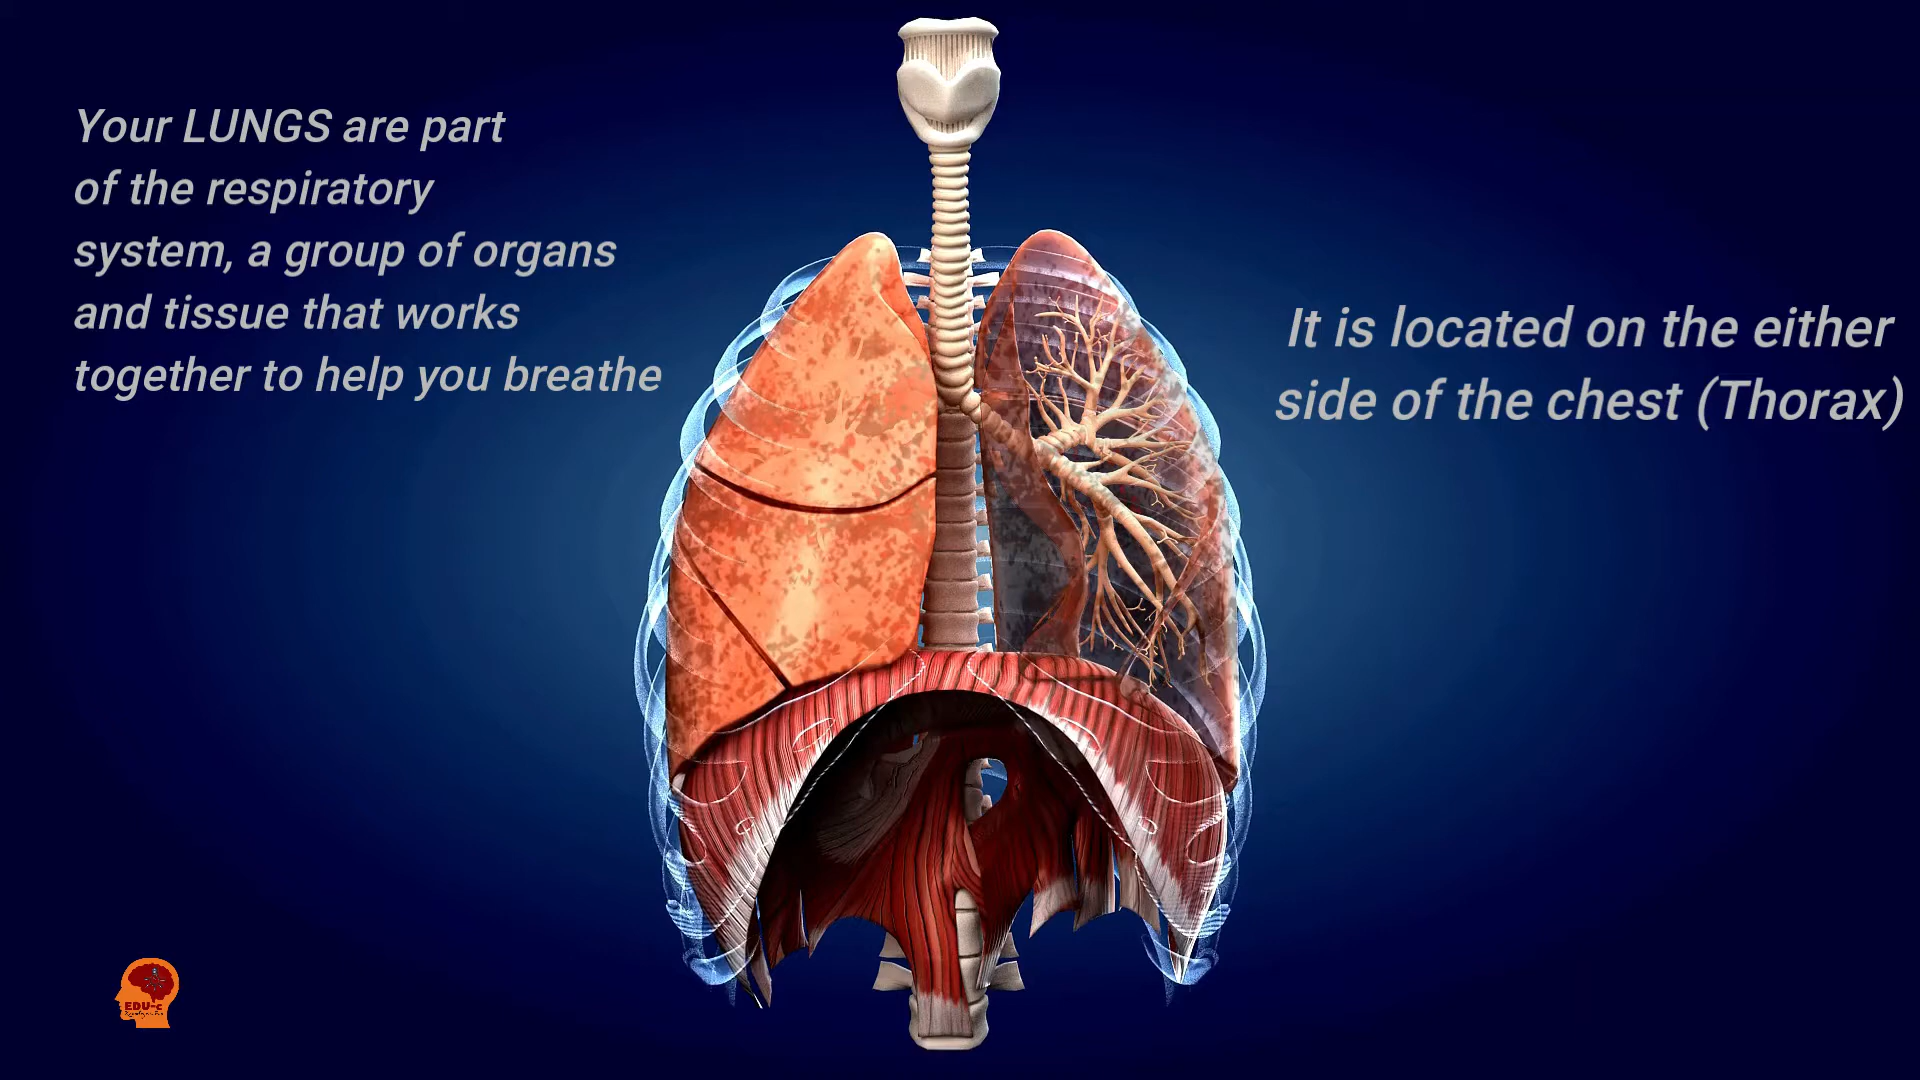 Your LUNGS are part
of the respiratory
system, a group of organs
and tissue that works
together to help you breathe
It is located on the either
side of the chest (Thorax)
EDU-c